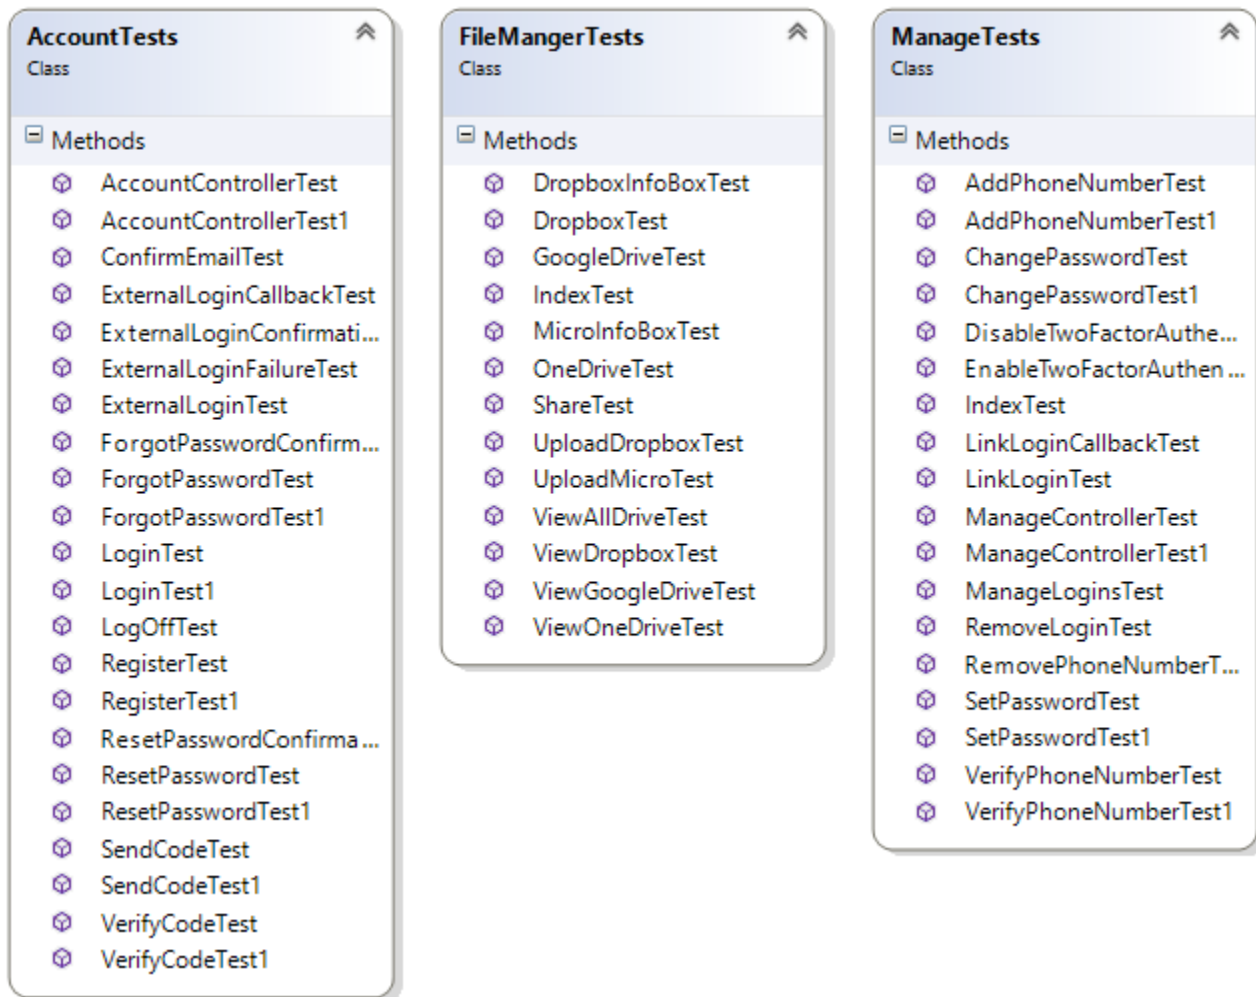 AccountTests
Class
Methods
AccountControllerTest
AccountControllerTest1
ConfirmEmailTest
ExternalLoginCallbackTest
ExternalLoginConfirmati...
ExternalLoginFailureTest
ExternalLoginTest
ForgotPasswordConfirm...
ForgotPasswordTest
ForgotPasswordTest1
LoginTest
LoginTest1
LogOffTest
RegisterTest
RegisterTest1
ResetPasswordConfirma...
ResetPasswordTest
ResetPasswordTest1
SendCodeTest
SendCodeTest1
VerifyCodeTest
VerifyCodeTest1
FileMangerTests
Class
Methods
DropboxInfoBoxTest
DropboxTest
GoogleDriveTest
IndexTest
MicroInfoBoxTest
OneDriveTest
ShareTest
UploadDropboxTest
UploadMicroTest
ViewAllDriveTest
ViewDropboxTest
ViewGoogleDriveTest
ViewOneDriveTest
ManageTests
Class
Methods
AddPhoneNumberTest
AddPhoneNumberTest1
ChangePasswordTest
ChangePasswordTest1
DisableTwoFactorAuthe...
EnableTwoFactorAuthen...
IndexTest
LinkLoginCallbackTest
LinkLoginTest
ManageControllerTest
ManageControllerTest1
ManageLoginsTest
RemoveLoginTest
RemovePhoneNumberT...
SetPasswordTest
SetPasswordTest1
VerifyPhoneNumberTest
VerifyPhoneNumberTest1